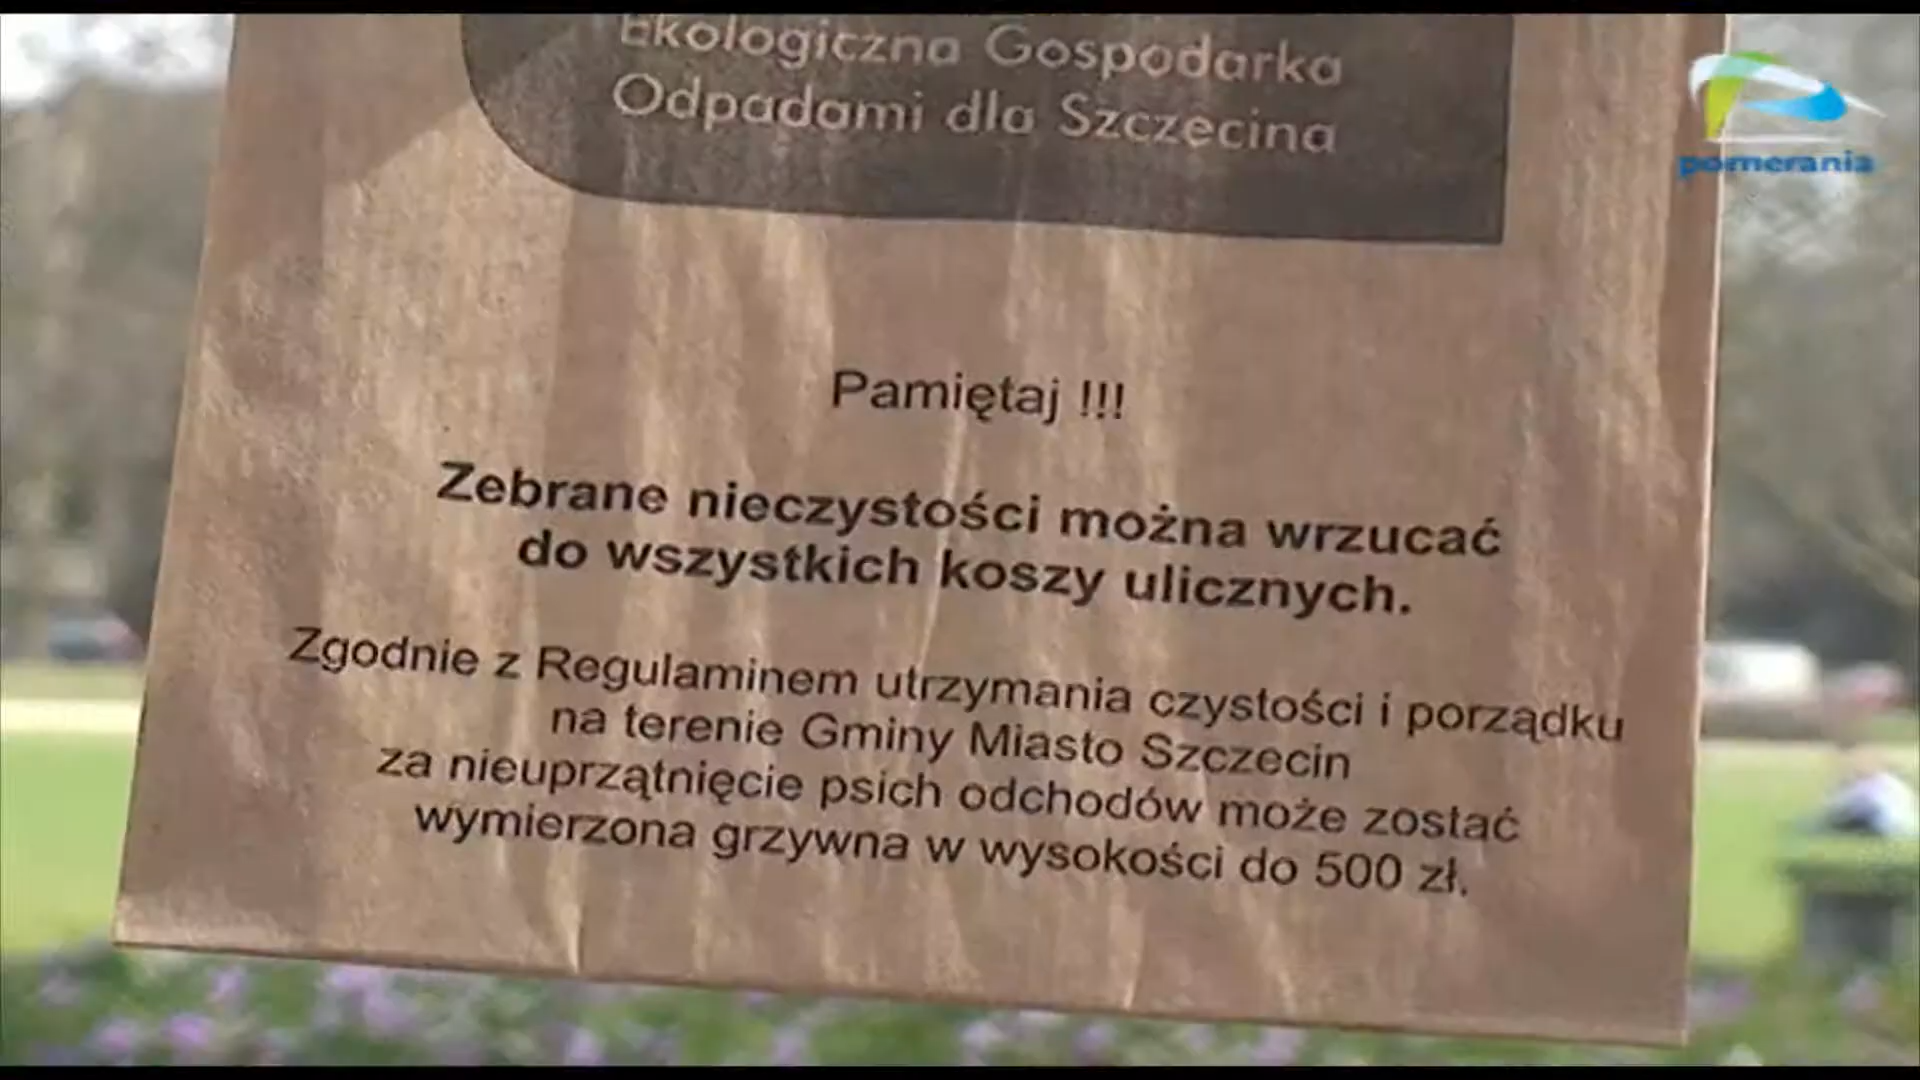 Ekologiczna Gospodarka
Odpadami dla Szczecina
pomerania
Pamiętaj !!!
Zebrane nieczystości można wrzucać
do wszystkich koszy ulicznych.
Zgodnie z Regulaminem utrzymania czystości i porządku
na terenie Gminy Miasto Szczecin
za nieuprzątnięcie psich odchodów może zostać
wymierzona grzywna w wysokości do 500 zł.